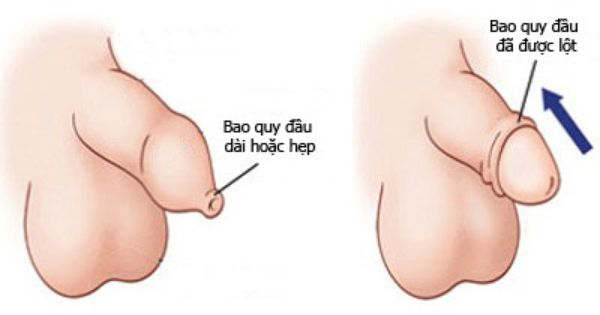 Bao quy đầu
dài hoặc hẹp
Bao quy đầu
đã được lột